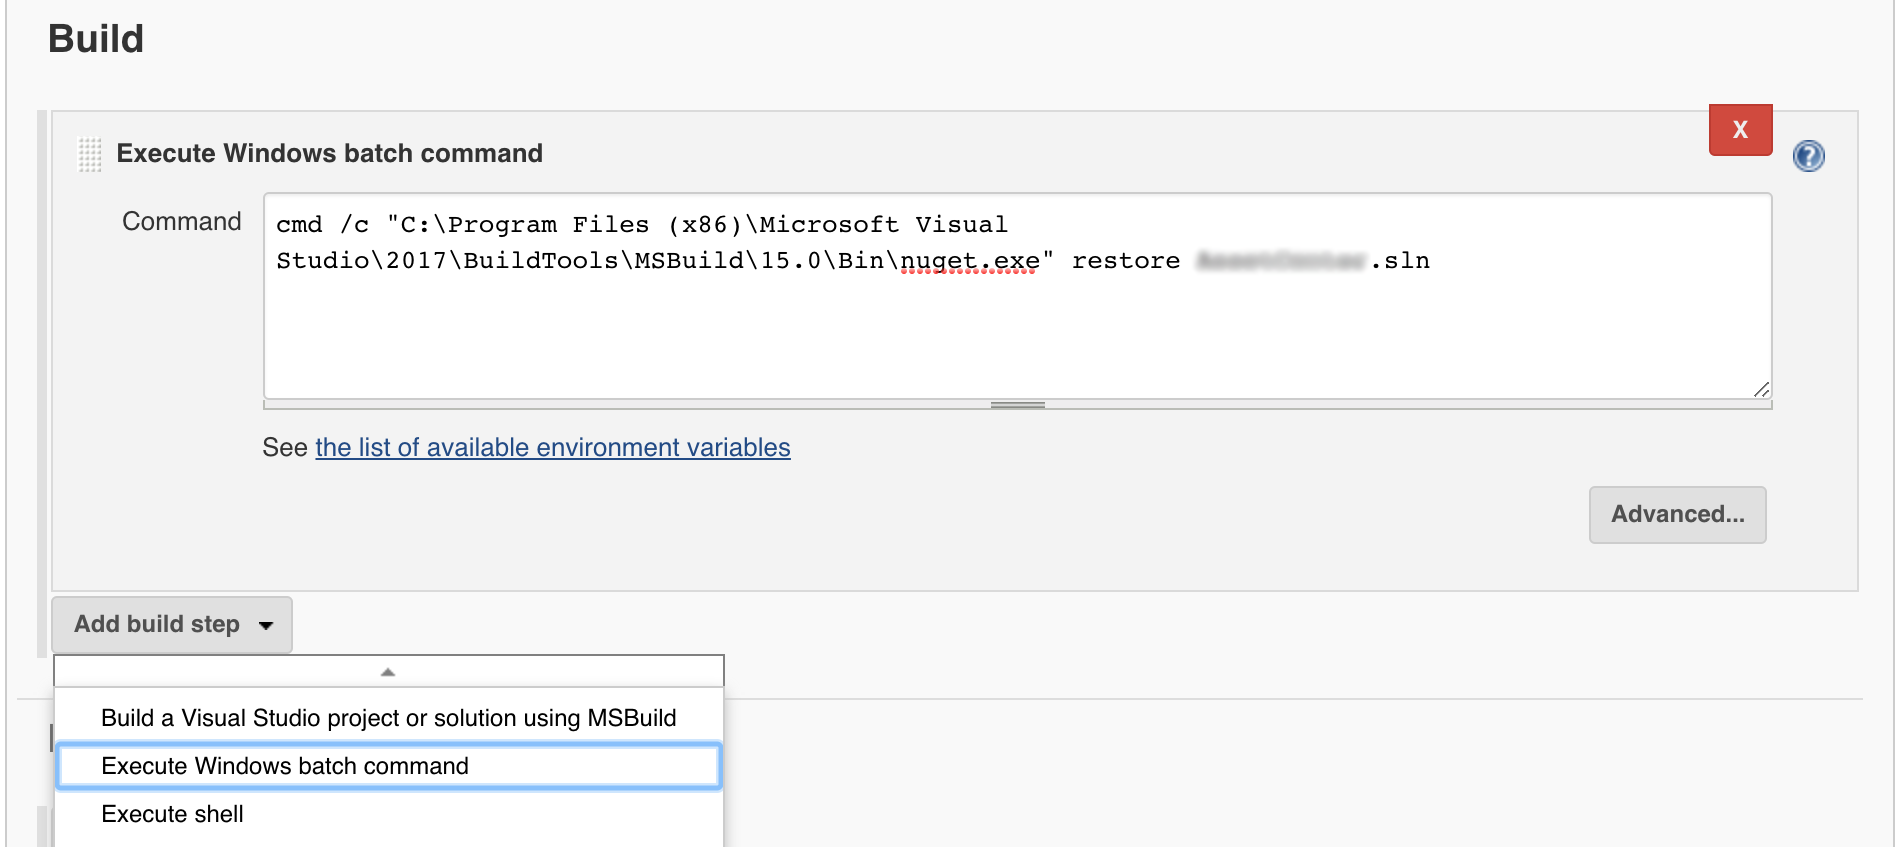 Build
X
Execute Windows batch command
?
Command
cmd /c "C:\Program Files (x86)\Microsoft Visual
Studio\2017\BuildTools\MSBuild\15.0\Bin\nuget.exe" restore .sln
See the list of available environment variables
Advanced...
Add build step
Build a Visual Studio project or solution using MSBuild
Execute Windows batch command
Execute shell